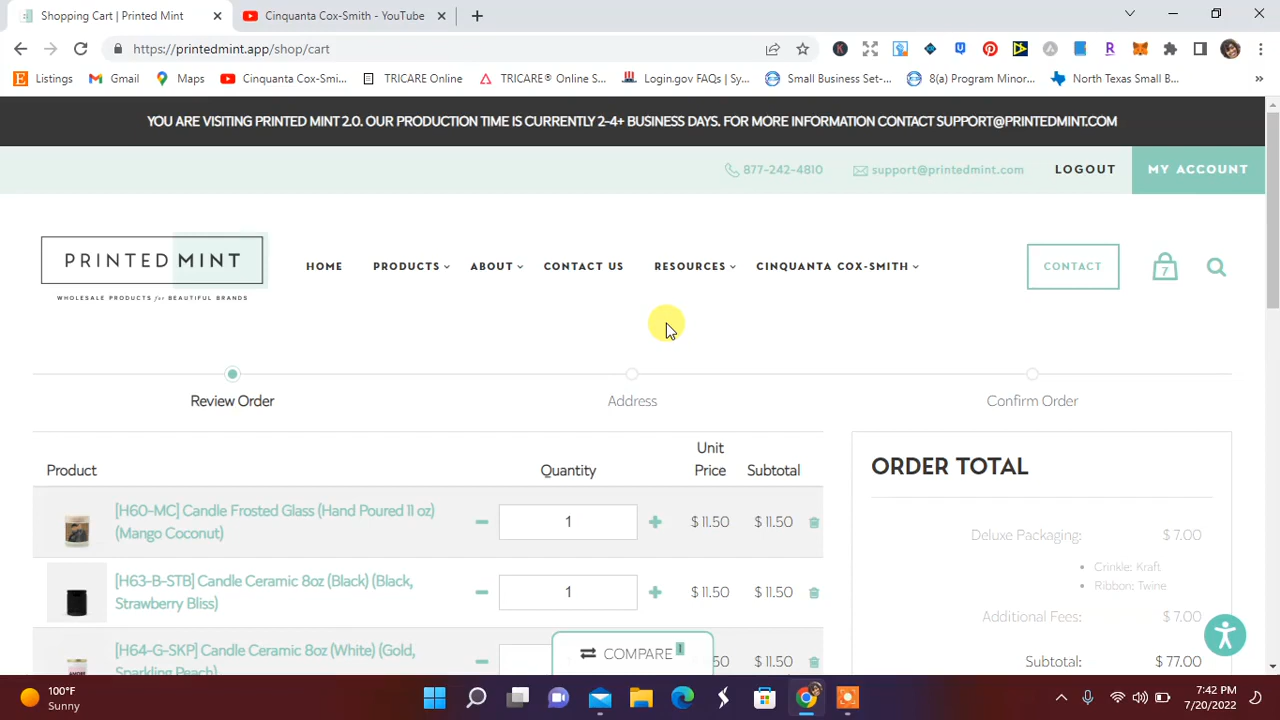 Shopping Cart | Printed Mint
Cinquanta Cox-Smith - YouTube
https://printedmint.app/shop/cart
Listings
Gmail
Maps
Cinquanta Cox-Smi...
TRICARE Online
TRICARE® Online S...
Login.gov FAQs | Sy...
Small Business Set-...
8(a) Program Minor...
North Texas Small B...
YOU ARE VISITING PRINTED MINT 2.0. OUR PRODUCTION TIME IS CURRENTLY 2-4+ BUSINESS DAYS. FOR MORE INFORMATION CONTACT SUPPORT@PRINTEDMINT.COM
877-242-4810
support@printedmint.com
LOGOUT
MY ACCOUNT
PRINTED MINT
WHOLESALE PRODUCTS for BEAUTIFUL BRANDS
HOME
PRODUCTS
ABOUT
CONTACT US
RESOURCES
CINQUANTA COX-SMITH
CONTACT
7
Review Order
Address
Confirm Order
Product
Quantity
Unit
Price
Subtotal
[H60-MC] Candle Frosted Glass (Hand Poured 11 oz)
(Mango Coconut)
1
$ 11.50
$ 11.50
[H63-B-STB] Candle Ceramic 8oz (Black) (Black,
Strawberry Bliss)
1
$ 11.50
$ 11.50
[H64-G-SKP] Candle Ceramic 8oz (White) (Gold,
Sparkling Peach)
50
$ 11.50
COMPARE 1
ORDER TOTAL
Deluxe Packaging: $ 7.00
Crinkle: Kraft
Ribbon: Twine
Additional Fees: $ 7.00
Subtotal: $ 77.00
100°F
Sunny
7:42 PM
7/20/2022